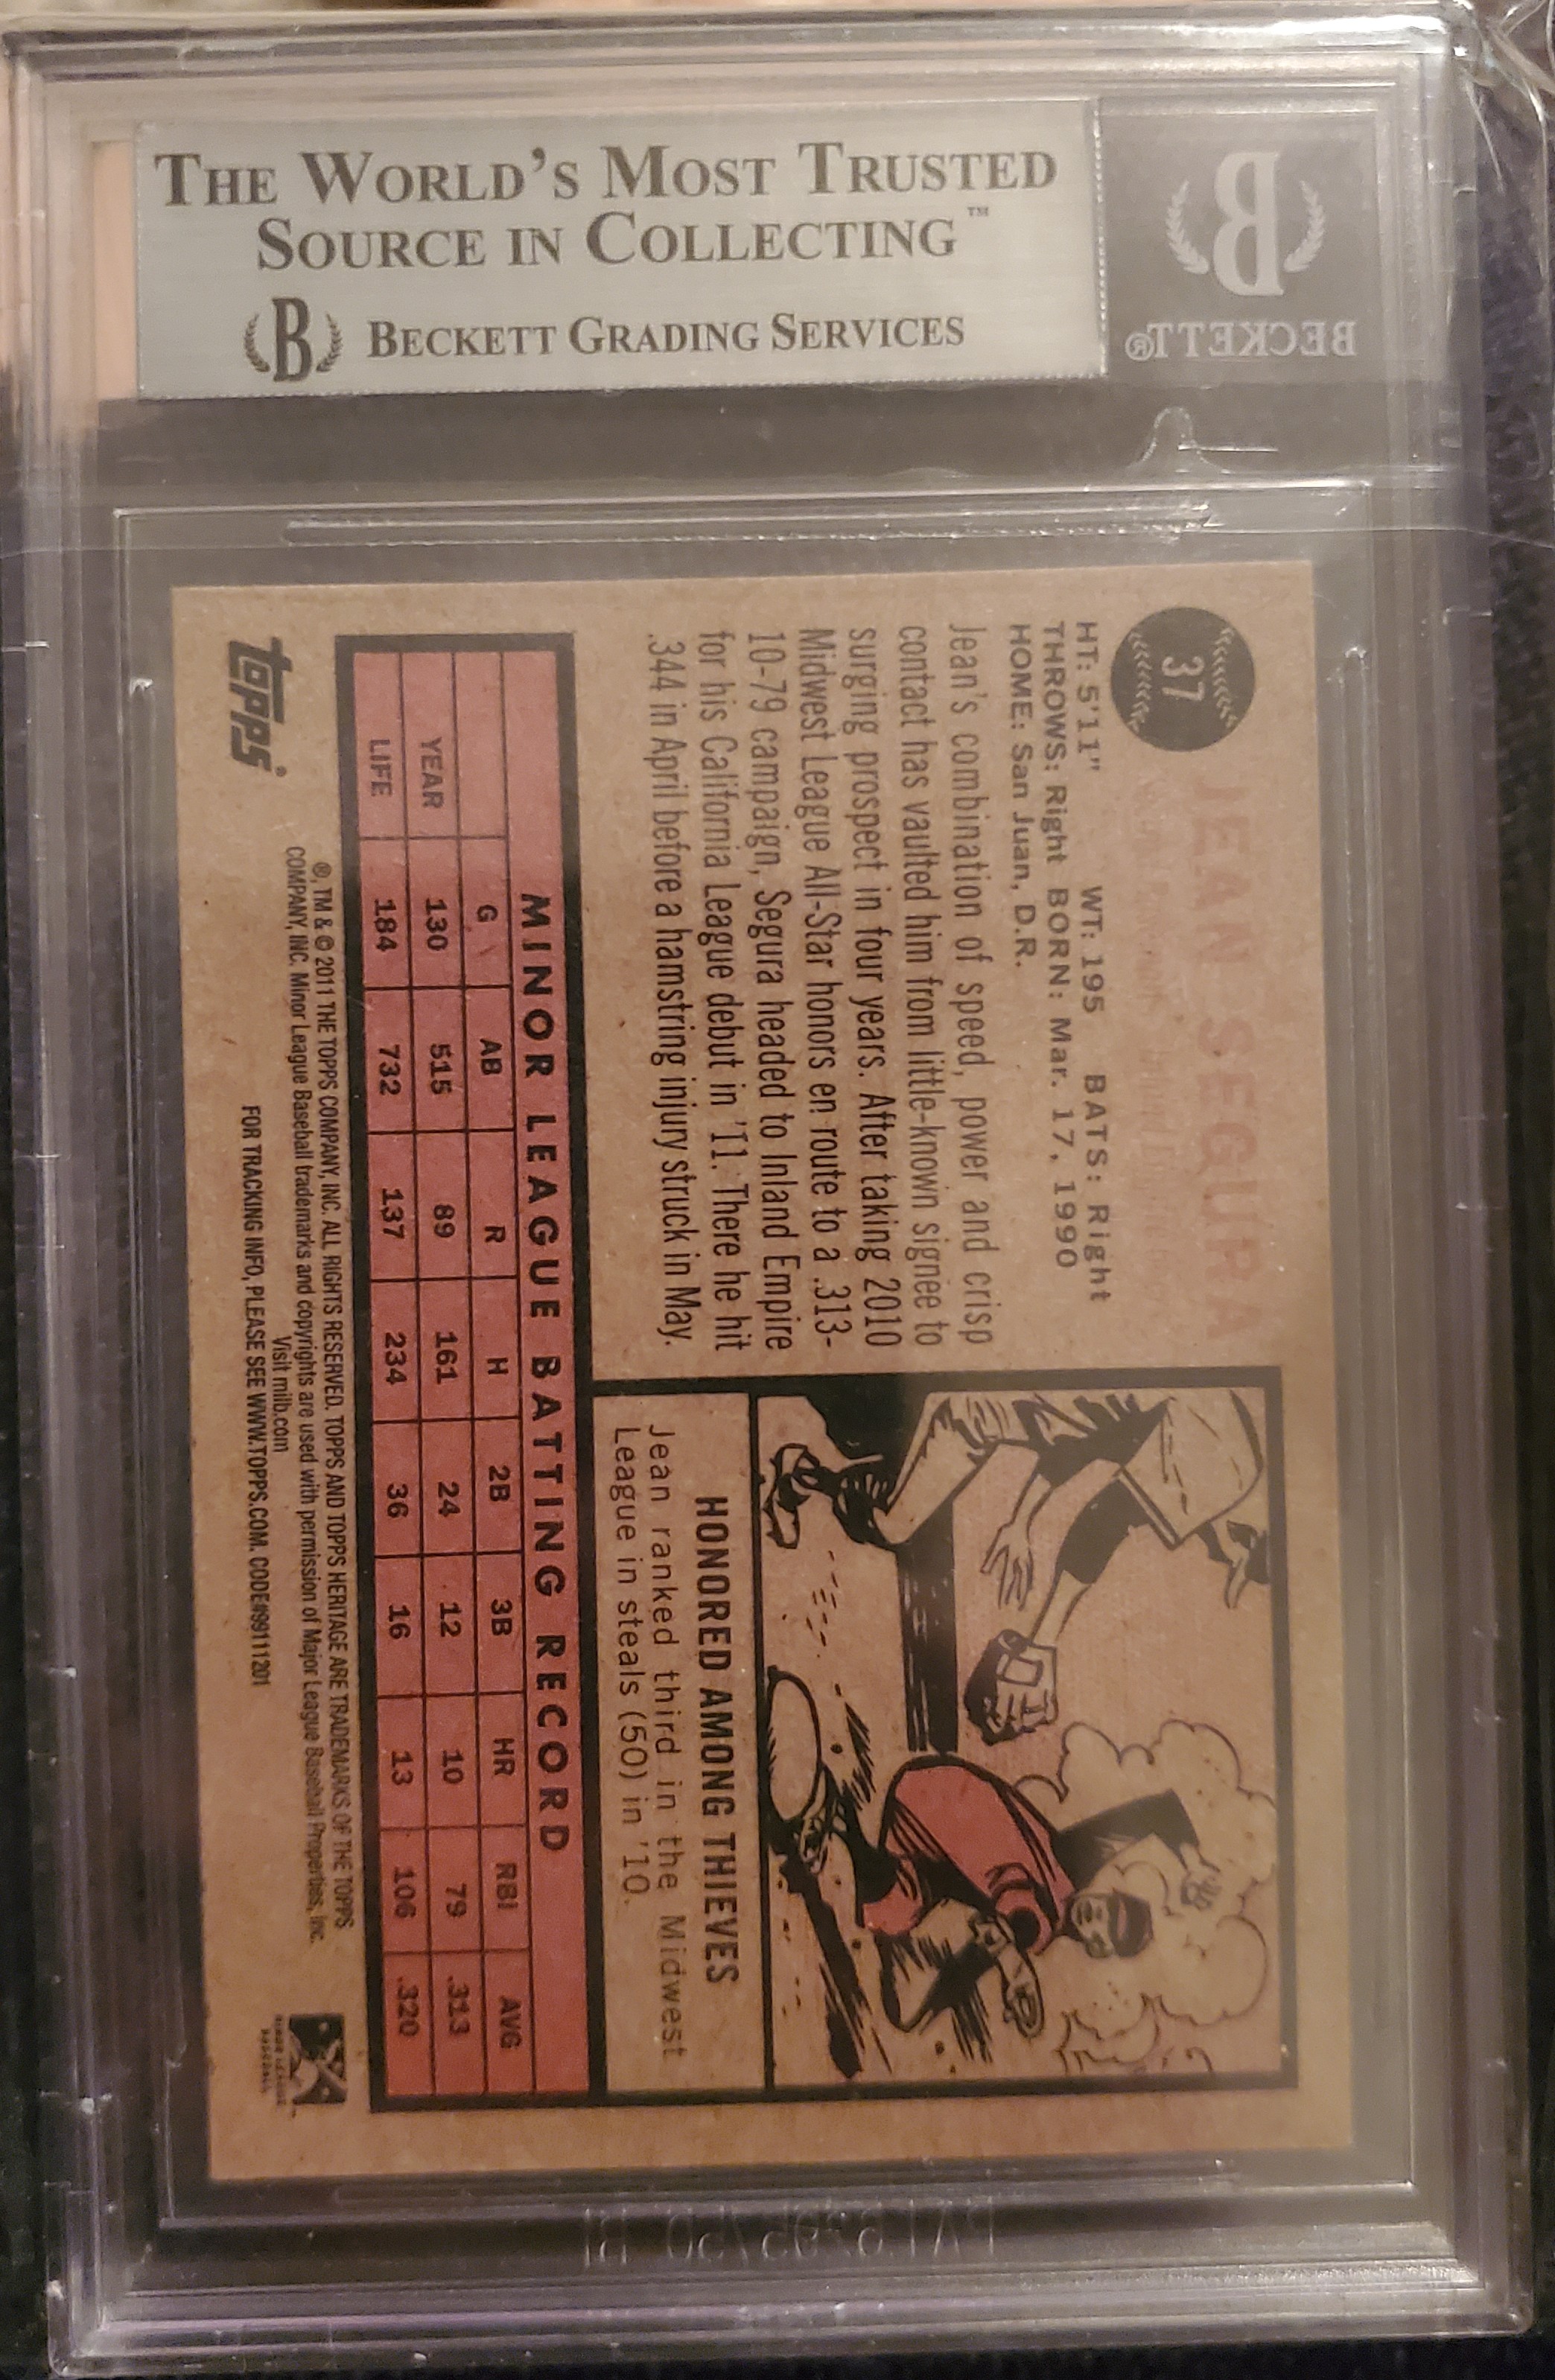 THE WORLD'S MOST TRUSTED
SOURCE IN COLLECTING™
B BECKETT GRADING SERVICES
B
BECKETT®
37
JEAN SEGURA
HT: 5'11" WT: 195 BATS: Right
THROWS: Right BORN: Mar. 17, 1990
HOME: San Juan, D.R.
Jean's combination of speed, power and crisp
contact has vaulted him from little-known signee to
surging prospect in four years. After taking 2010
Midwest League All-Star honors en route to a .313-
10-79 campaign, Segura headed to Inland Empire
for his California League debut in '11. There he hit
.344 in April before a hamstring injury struck in May.
HONORED AMONG THIEVES
Jean ranked third in the Midwest
League in steals (50) in '10.
MINOR LEAGUE BATTING RECORD
G AB R H 2B 3B HR RBI AVG
YEAR 130 515 89 161 24 12 10 79 .313
LIFE 184 732 137 234 36 16 13 106 .320
topps®
®, TM & © 2011 THE TOPPS COMPANY, INC. ALL RIGHTS RESERVED. TOPPS AND TOPPS HERITAGE ARE TRADEMARKS OF THE TOPPS
COMPANY, INC. Minor League Baseball trademarks and copyrights are used with permission of Major League Baseball Properties, Inc.
Visit milb.com
FOR TRACKING INFO, PLEASE SEE WWW.TOPPS.COM. CODE#99111201
MINOR LEAGUE
BASEBALL